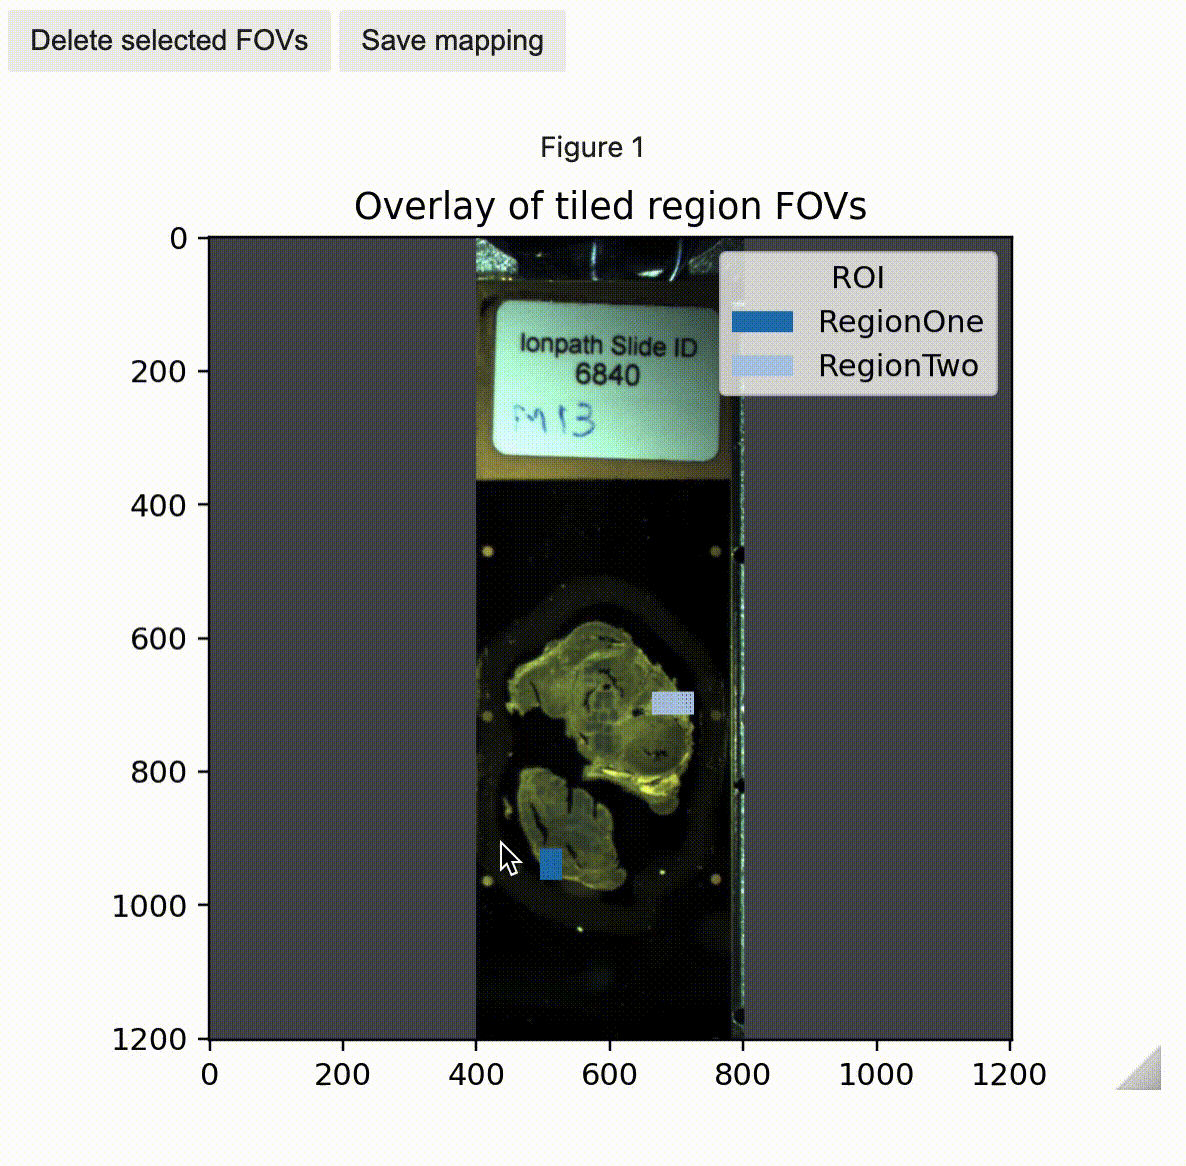 Delete selected FOVs
Save mapping
Figure 1
Overlay of tiled region FOVs
ROI
RegionOne
RegionTwo
Ionpath Slide ID
6840
M13
0
200
400
600
800
1000
1200
0 200 400 600 800 1000 1200